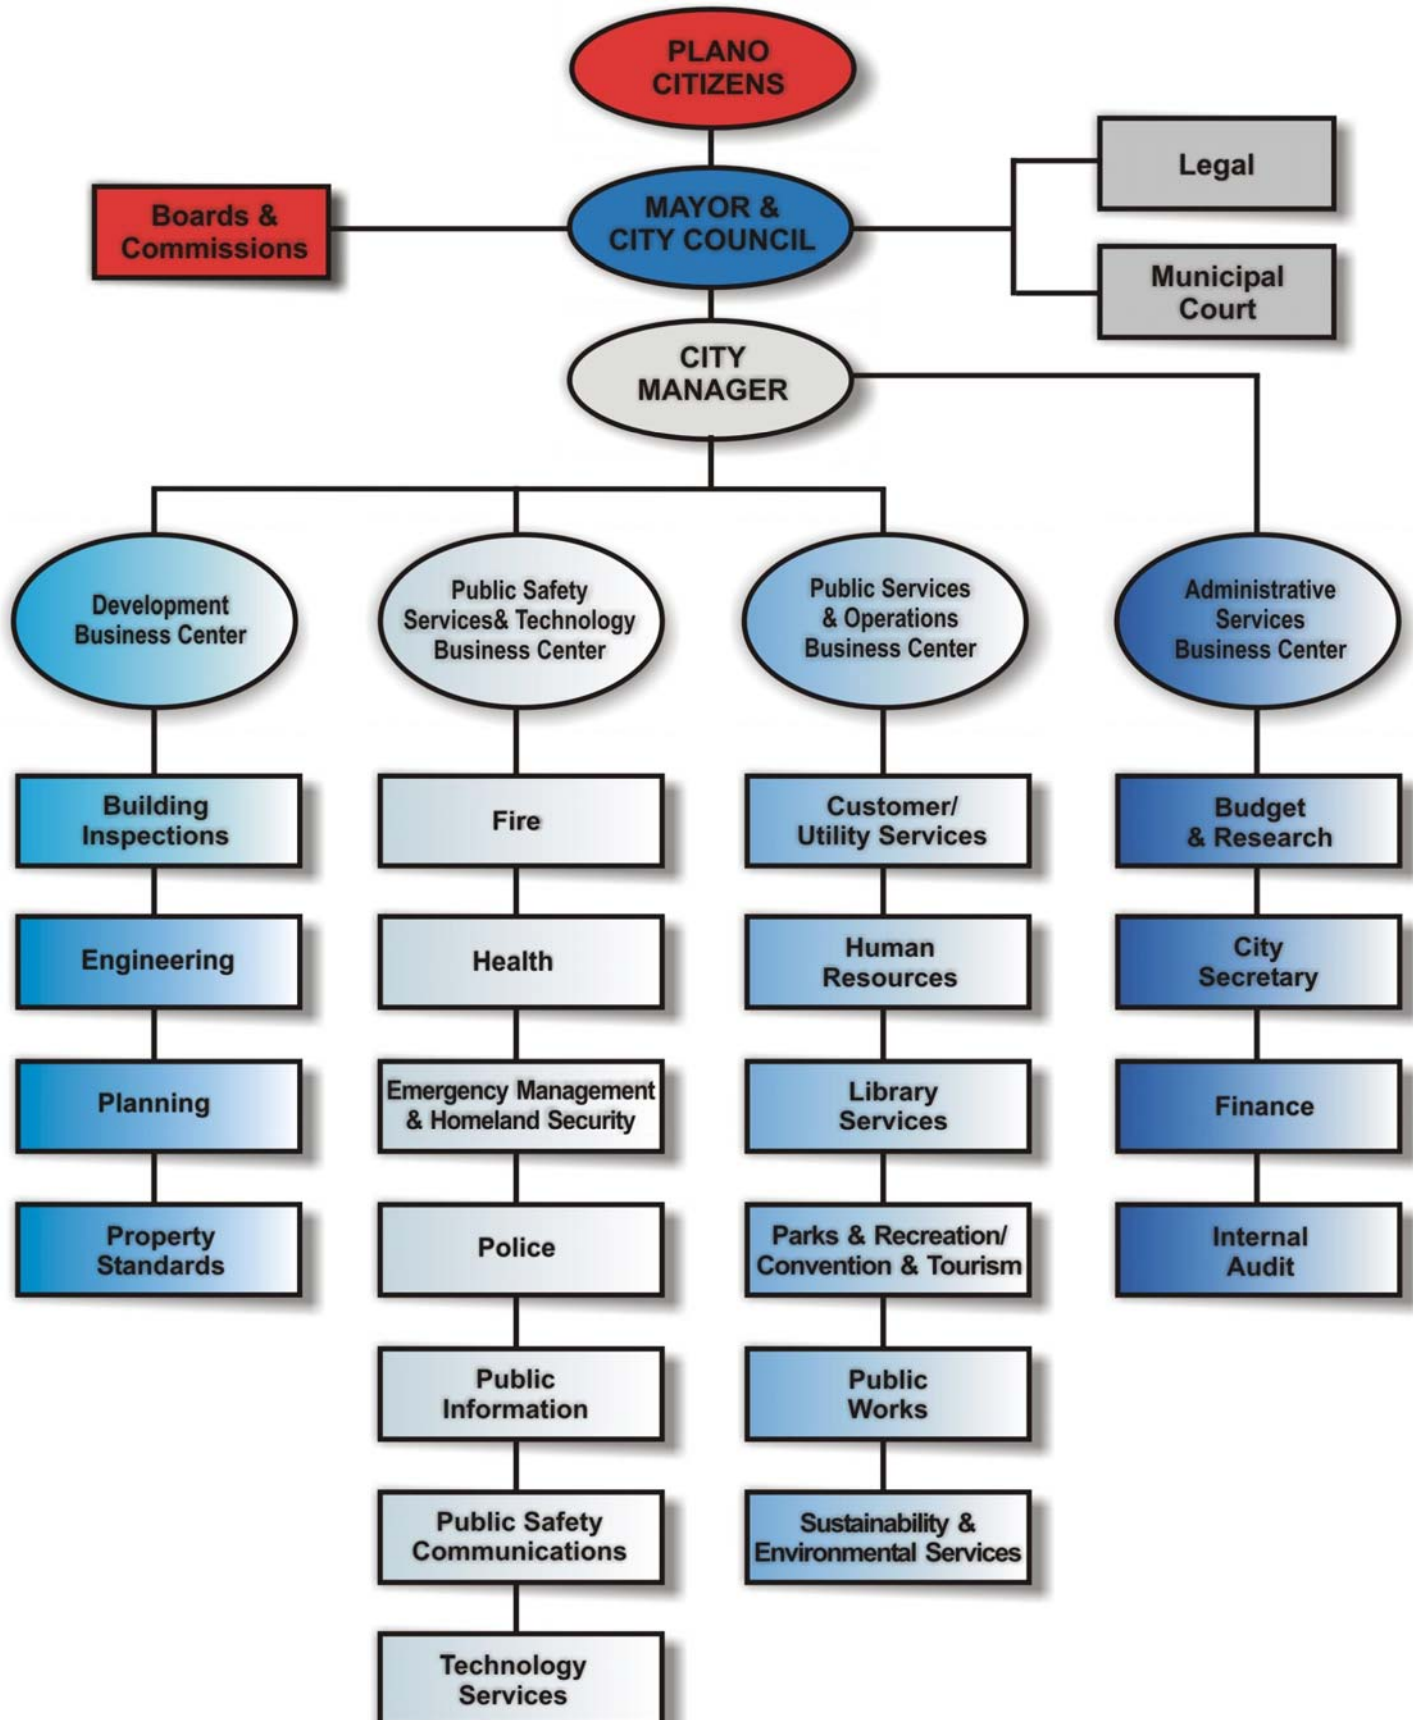 PLANO
CITIZENS
Legal
Boards &
Commissions
MAYOR &
CITY COUNCIL
Municipal
Court
CITY
MANAGER
Development
Business Center
Public Safety
Services& Technology
Business Center
Public Services
& Operations
Business Center
Administrative
Services
Business Center
Building
Inspections
Engineering
Planning
Property
Standards
Fire
Health
Emergency Management
& Homeland Security
Police
Public
Information
Public Safety
Communications
Technology
Services
Customer/
Utility Services
Human
Resources
Library
Services
Parks & Recreation/
Convention & Tourism
Public
Works
Sustainability &
Environmental Services
Budget
& Research
City
Secretary
Finance
Internal
Audit